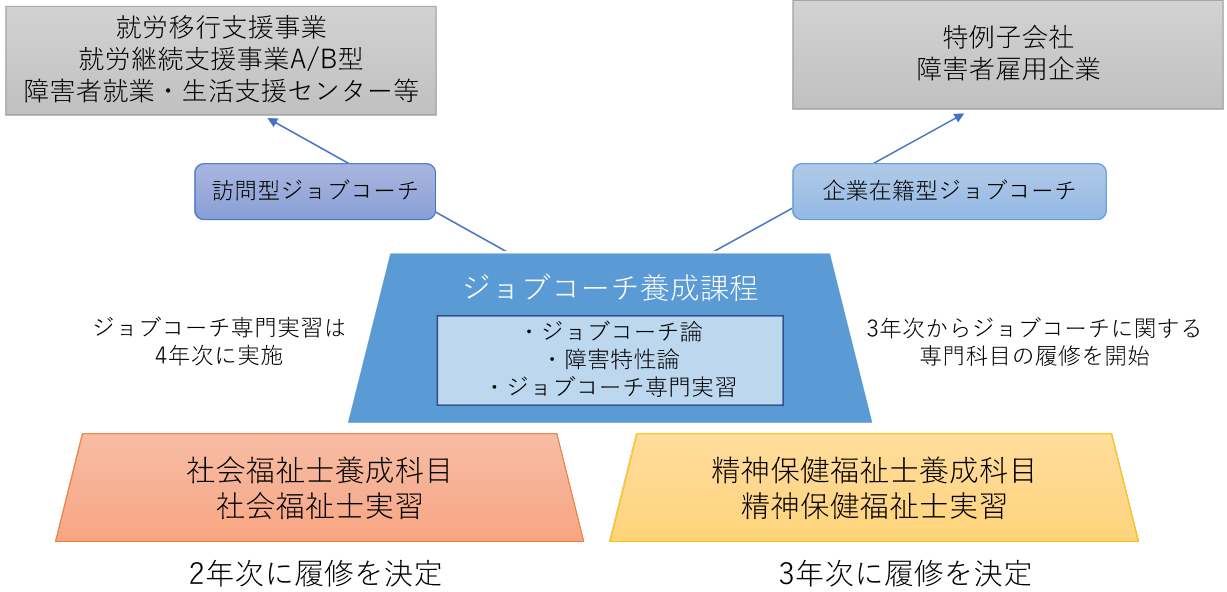 就労移行支援事業
就労継続支援事業A/B型
障害者就業・生活支援センター等
特例子会社
障害者雇用企業
訪問型ジョブコーチ
企業在籍型ジョブコーチ
ジョブコーチ養成課程
・ジョブコーチ論
・障害特性論
・ジョブコーチ専門実習
ジョブコーチ専門実習は
4年次に実施
3年次からジョブコーチに関する
専門科目の履修を開始
社会福祉士養成科目
社会福祉士実習
精神保健福祉士養成科目
精神保健福祉士実習
2年次に履修を決定
3年次に履修を決定